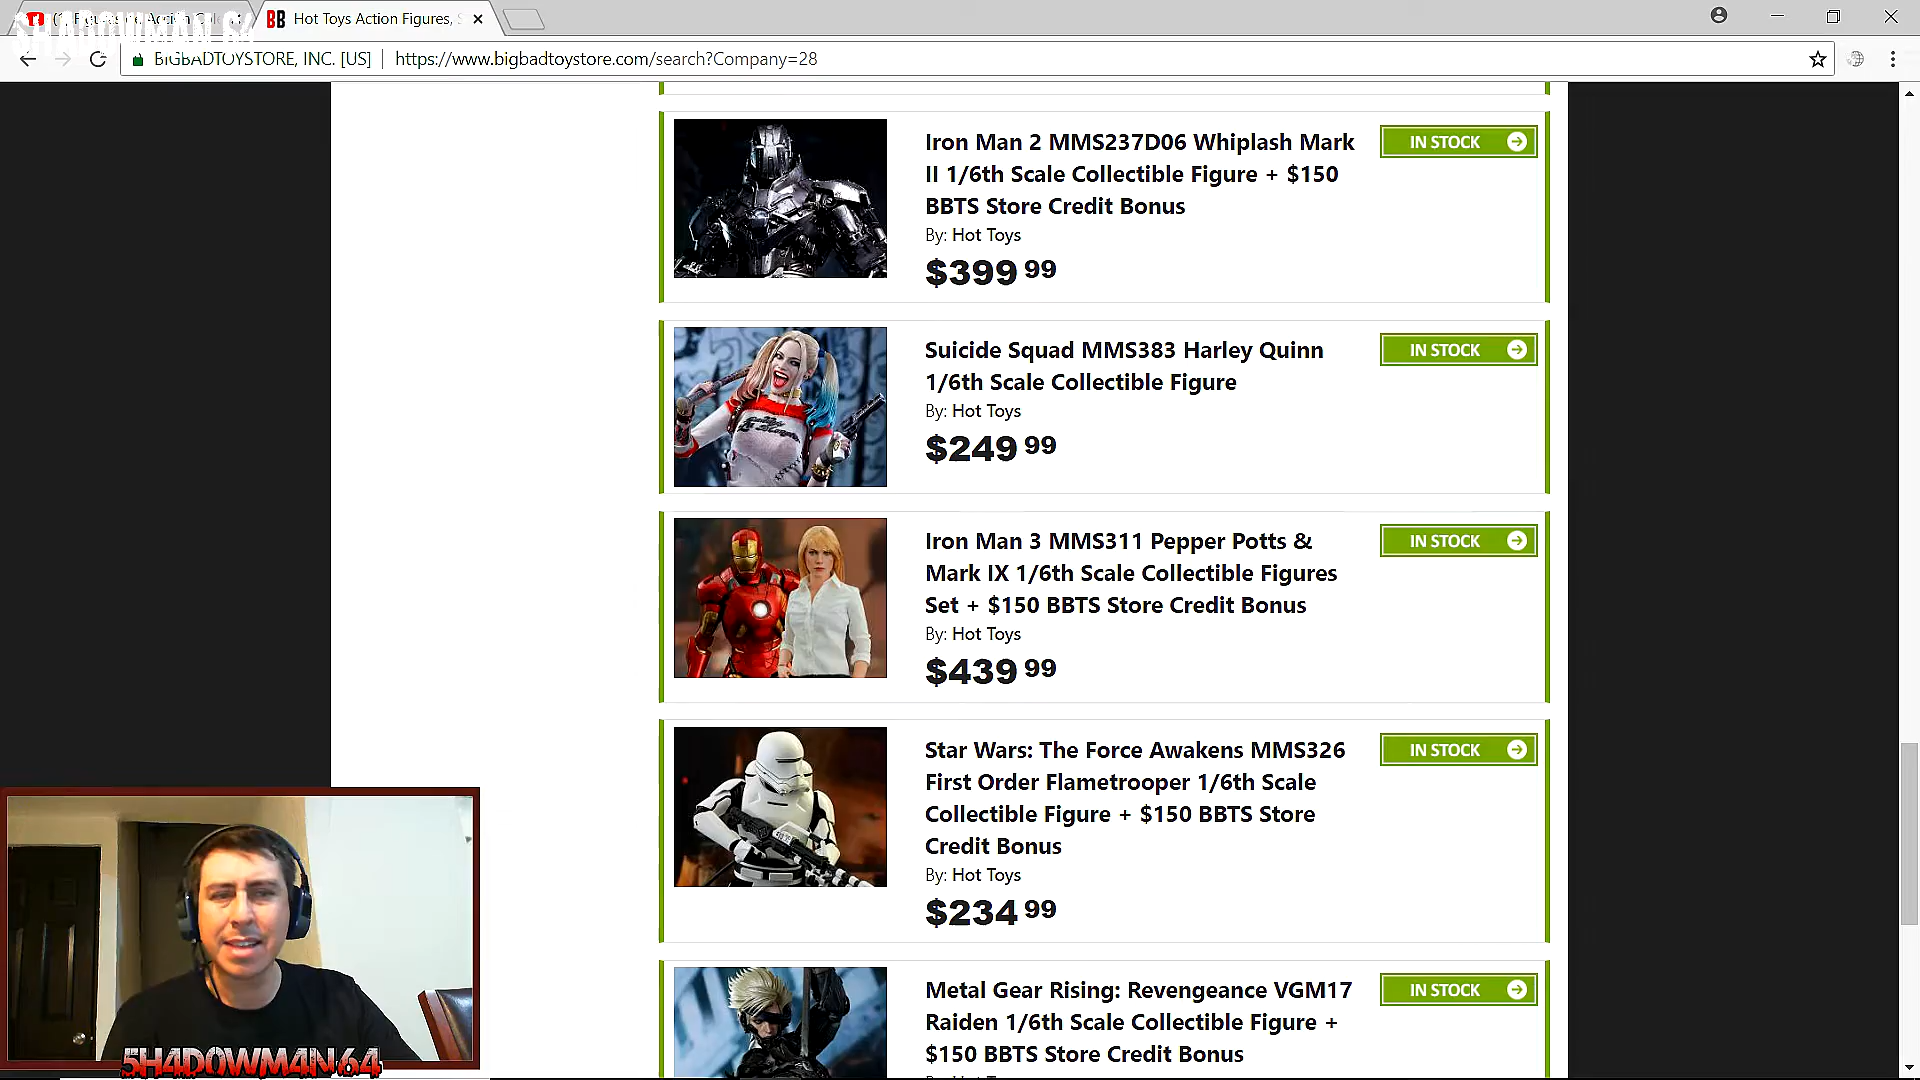 SHADOWMAN 64
BB Hot Toys Action Figures, S
BIGBADTOYSTORE, INC. [US] | https://www.bigbadtoystore.com/search?Company=28
Iron Man 2 MMS237D06 Whiplash Mark
II 1/6th Scale Collectible Figure + $150
BBTS Store Credit Bonus
By: Hot Toys
$399 99
IN STOCK
Suicide Squad MMS383 Harley Quinn
1/6th Scale Collectible Figure
By: Hot Toys
$249 99
IN STOCK
Iron Man 3 MMS311 Pepper Potts &
Mark IX 1/6th Scale Collectible Figures
Set + $150 BBTS Store Credit Bonus
By: Hot Toys
$439 99
IN STOCK
Star Wars: The Force Awakens MMS326
First Order Flametrooper 1/6th Scale
Collectible Figure + $150 BBTS Store
Credit Bonus
By: Hot Toys
$234 99
IN STOCK
Metal Gear Rising: Revengeance VGM17
Raiden 1/6th Scale Collectible Figure +
$150 BBTS Store Credit Bonus
IN STOCK
5H4D0WM4N64